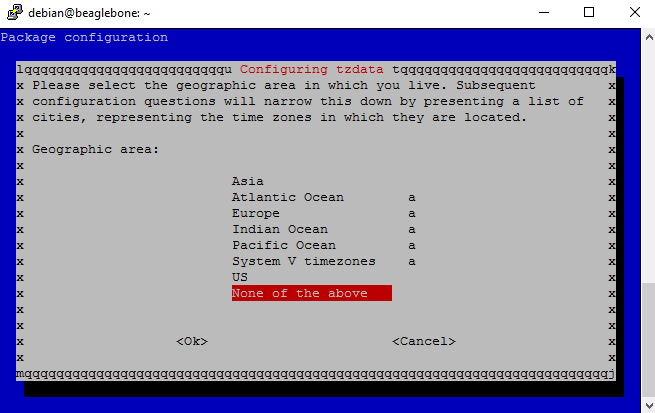 debian@beaglebone: ~
Package configuration
lqqqqqqqqqqqqqqqqqqqqqqqqqqu Configuring tzdata tqqqqqqqqqqqqqqqqqqqqqqqqqqk
x Please select the geographic area in which you live. Subsequent x
x configuration questions will narrow this down by presenting a list of x
x cities, representing the time zones in which they are located. x
x x
x Geographic area: x
x x
x Asia x
x Atlantic Ocean a x
x Europe a x
x Indian Ocean a x
x Pacific Ocean a x
x System V timezones a x
x US x
x None of the above x
x x
x x
x <Ok> <Cancel> x
x x
mqqqqqqqqqqqqqqqqqqqqqqqqqqqqqqqqqqqqqqqqqqqqqqqqqqqqqqqqqqqqqqqqqqqqqqqqqj